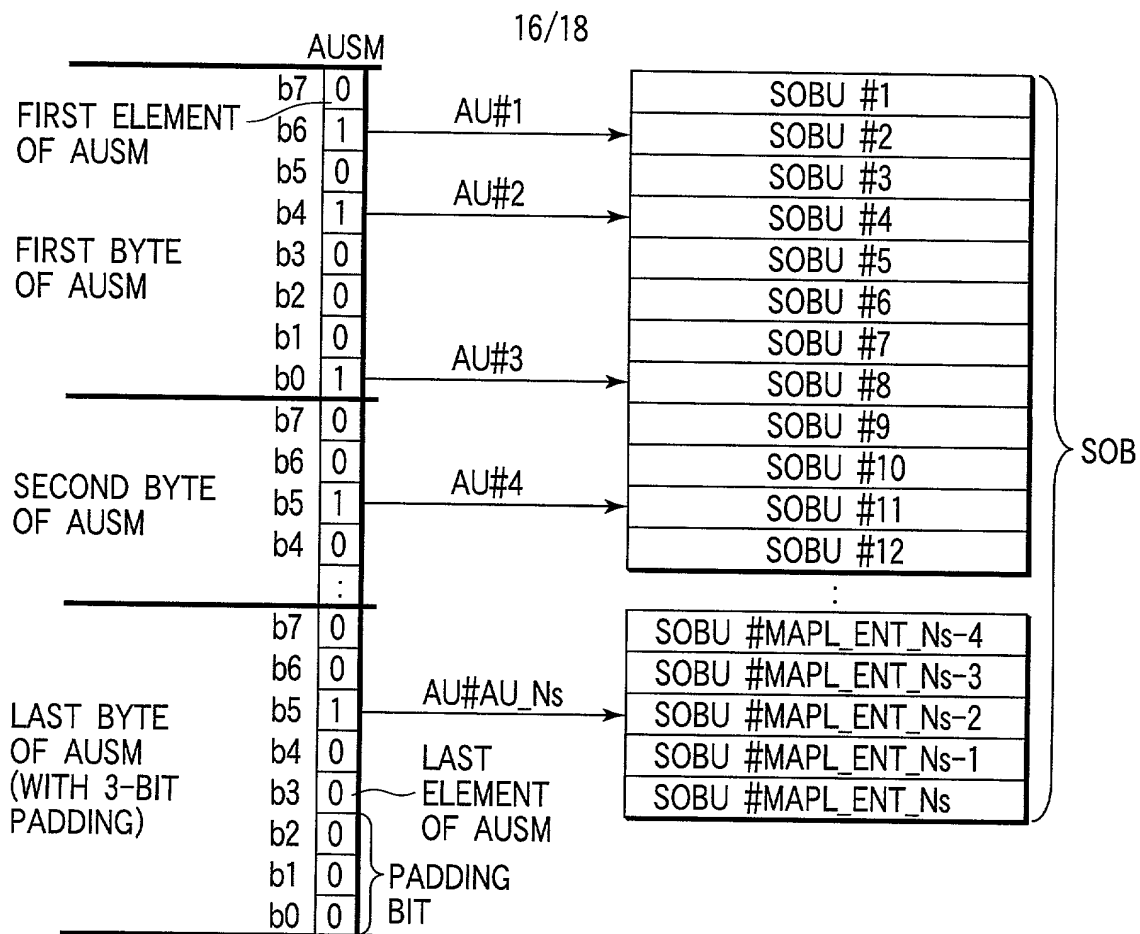 16/18
AUSM
FIRST ELEMENT
OF AUSM
FIRST BYTE
OF AUSM
b7 0
b6 1
b5 0
b4 1
b3 0
b2 0
b1 0
b0 1
SECOND BYTE
OF AUSM
b7 0
b6 0
b5 1
b4 0
:
LAST BYTE
OF AUSM
(WITH 3-BIT
PADDING)
b7 0
b6 0
b5 1
b4 0
b3 0
b2 0
b1 0
b0 0
LAST
ELEMENT
OF AUSM
PADDING
BIT
AU#1
AU#2
AU#3
AU#4
AU#AU_Ns
SOBU #1
SOBU #2
SOBU #3
SOBU #4
SOBU #5
SOBU #6
SOBU #7
SOBU #8
SOBU #9
SOBU #10
SOBU #11
SOBU #12
:
SOBU #MAPL_ENT_Ns-4
SOBU #MAPL_ENT_Ns-3
SOBU #MAPL_ENT_Ns-2
SOBU #MAPL_ENT_Ns-1
SOBU #MAPL_ENT_Ns
SOB